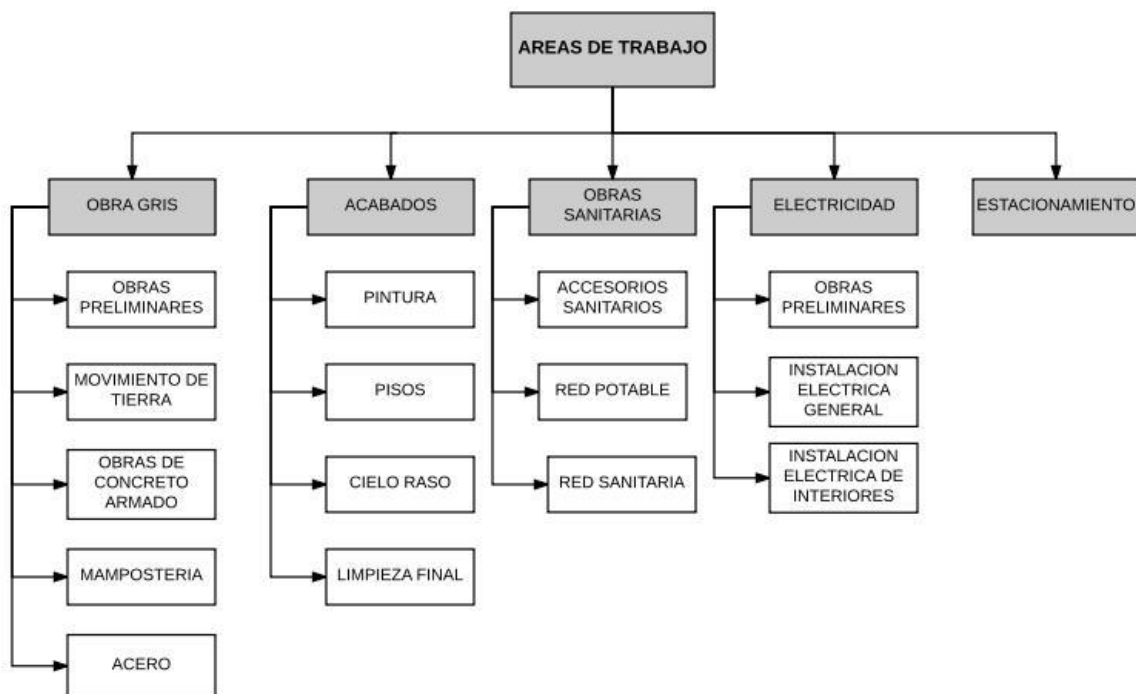 AREAS DE TRABAJO
OBRA GRIS
ACABADOS
OBRAS
SANITARIAS
ELECTRICIDAD
ESTACIONAMIENTO
OBRAS
PRELIMINARES
MOVIMIENTO DE
TIERRA
OBRAS DE
CONCRETO
ARMADO
MAMPOSTERIA
ACERO
PINTURA
PISOS
CIELO RASO
LIMPIEZA FINAL
ACCESORIOS
SANITARIOS
RED POTABLE
RED SANITARIA
OBRAS
PRELIMINARES
INSTALACION
ELECTRICA
GENERAL
INSTALACION
ELECTRICA DE
INTERIORES